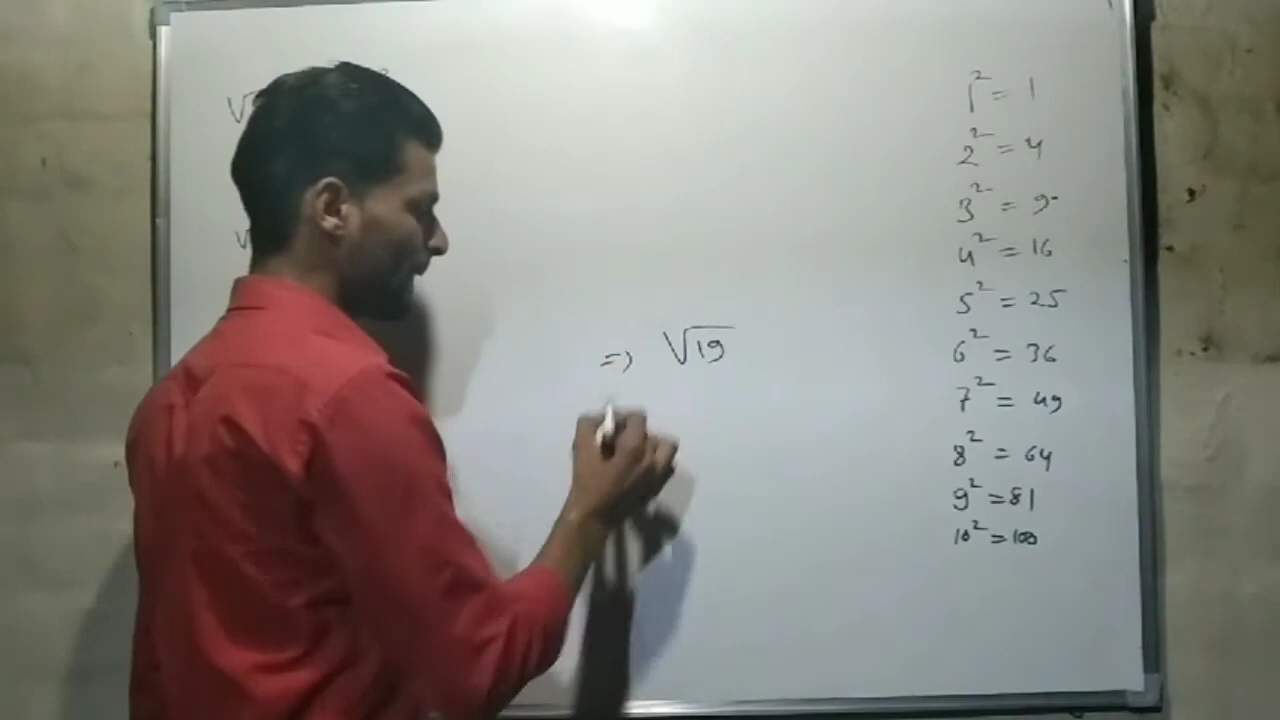 => √19
1² = 1
2² = 4
3² = 9
4² = 16
5² = 25
6² = 36
7² = 49
8² = 64
9² = 81
10² = 100